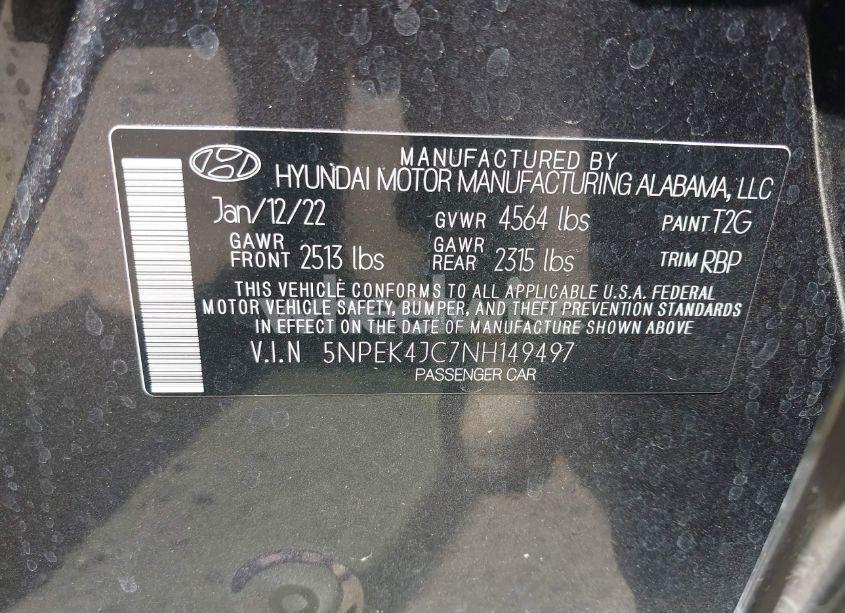 MANUFACTURED BY
HYUNDAI MOTOR MANUFACTURING ALABAMA, LLC
Jan/12/22 GVWR 4564 lbs PAINT T2G
GAWR FRONT 2513 lbs GAWR REAR 2315 lbs TRIM RBP
THIS VEHICLE CONFORMS TO ALL APPLICABLE U.S.A. FEDERAL
MOTOR VEHICLE SAFETY, BUMPER, AND THEFT PREVENTION STANDARDS
IN EFFECT ON THE DATE OF MANUFACTURE SHOWN ABOVE
V.I.N 5NPEK4JC7NH149497
PASSENGER CAR